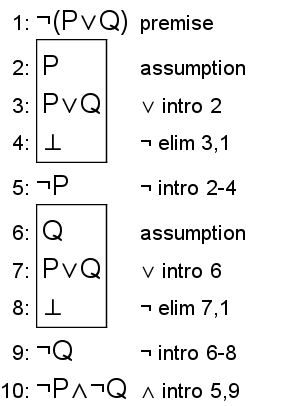 1: ¬(P∨Q) premise
2: P assumption
3: P∨Q ∨ intro 2
4: ⊥ ¬ elim 3,1
5: ¬P ¬ intro 2-4
6: Q assumption
7: P∨Q ∨ intro 6
8: ⊥ ¬ elim 7,1
9: ¬Q ¬ intro 6-8
10: ¬P∧¬Q ∧ intro 5,9